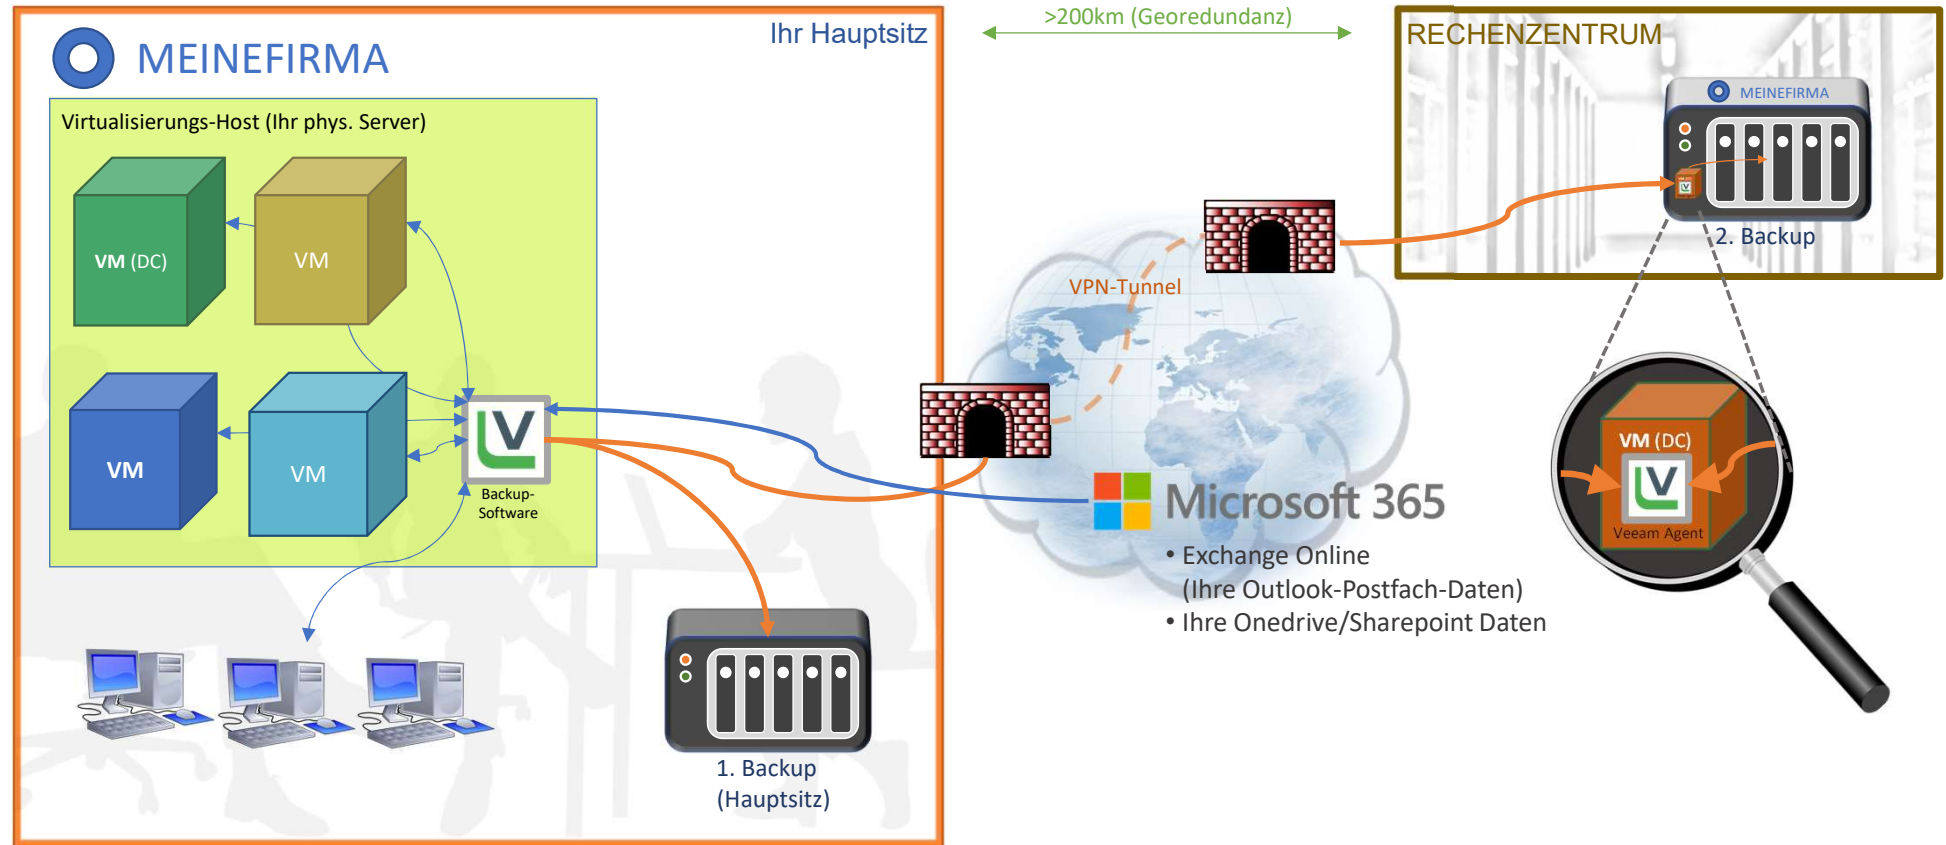 Ihr Hauptsitz
>200km (Georedundanz)
RECHENZENTRUM
MEINEFIRMA
MEINEFIRMA
Virtualisierungs-Host (Ihr phys. Server)
VM (DC)
VM
VM
VM
Backup-
Software
VPN-Tunnel
2. Backup
Microsoft 365
• Exchange Online
(Ihre Outlook-Postfach-Daten)
• Ihre Onedrive/Sharepoint Daten
VM (DC)
Veeam Agent
1. Backup
(Hauptsitz)